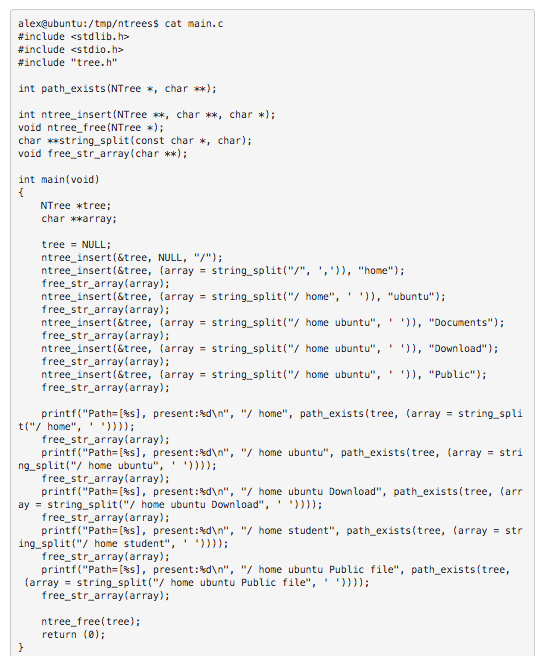 alex@ubuntu:/tmp/ntrees$ cat main.c
#include <stdlib.h>
#include <stdio.h>
#include "tree.h"

int path_exists(NTree *, char **);

int ntree_insert(NTree **, char **, char *);
void ntree_free(NTree *);
char **string_split(const char *, char);
void free_str_array(char **);

int main(void)
{
    NTree *tree;
    char **array;

    tree = NULL;
    ntree_insert(&tree, NULL, "/");
    ntree_insert(&tree, (array = string_split("/", ',')), "home");
    free_str_array(array);
    ntree_insert(&tree, (array = string_split("/ home", ' ')), "ubuntu");
    free_str_array(array);
    ntree_insert(&tree, (array = string_split("/ home ubuntu", ' ')), "Documents");
    free_str_array(array);
    ntree_insert(&tree, (array = string_split("/ home ubuntu", ' ')), "Download");
    free_str_array(array);
    ntree_insert(&tree, (array = string_split("/ home ubuntu", ' ')), "Public");
    free_str_array(array);

    printf("Path=[%s], present:%d\n", "/ home", path_exists(tree, (array = string_spli
t("/ home", ' '))));
    free_str_array(array);
    printf("Path=[%s], present:%d\n", "/ home ubuntu", path_exists(tree, (array = stri
ng_split("/ home ubuntu", ' '))));
    free_str_array(array);
    printf("Path=[%s], present:%d\n", "/ home ubuntu Download", path_exists(tree, (arr
ay = string_split("/ home ubuntu Download", ' '))));
    free_str_array(array);
    printf("Path=[%s], present:%d\n", "/ home student", path_exists(tree, (array = str
ing_split("/ home student", ' '))));
    free_str_array(array);
    printf("Path=[%s], present:%d\n", "/ home ubuntu Public file", path_exists(tree,
 (array = string_split("/ home ubuntu Public file", ' '))));
    free_str_array(array);

    ntree_free(tree);
    return (0);
}